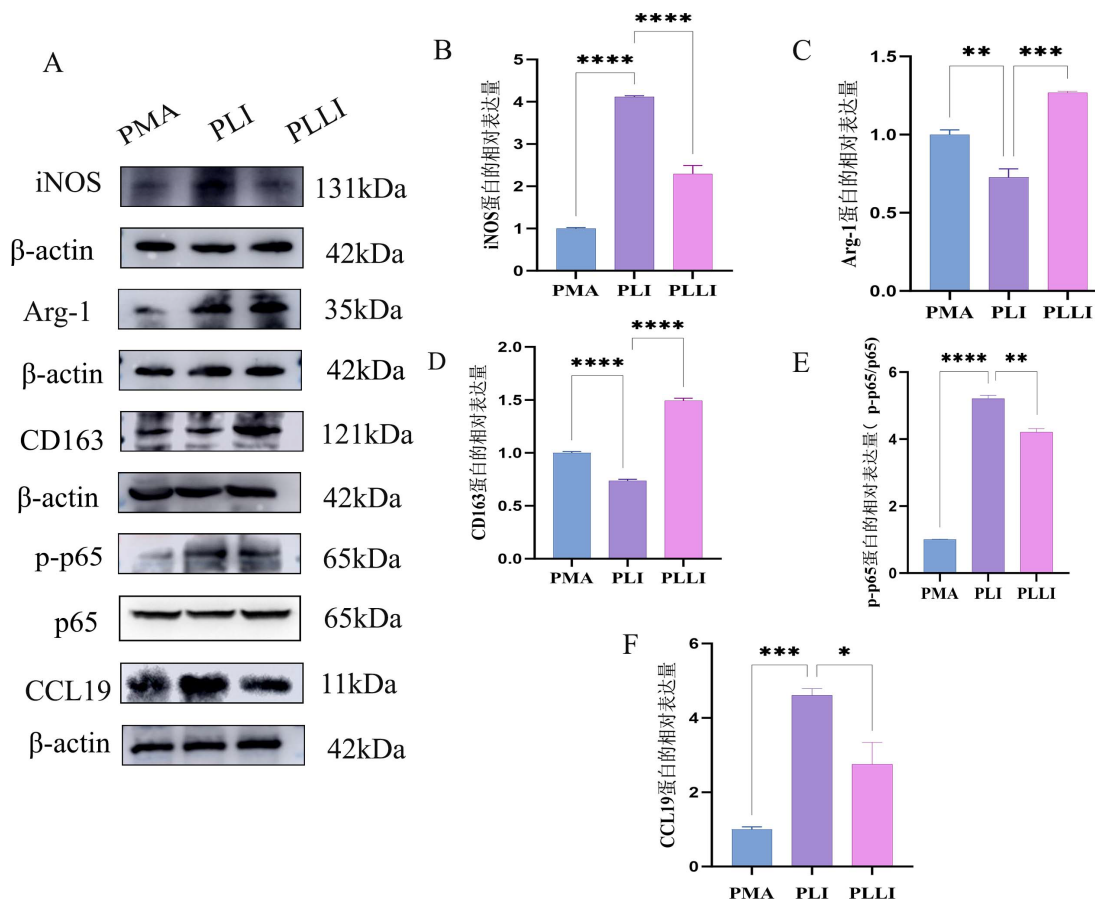 A
PMA PLI PLLI
iNOS 131kDa
β-actin 42kDa
Arg-1 35kDa
β-actin 42kDa
CD163 121kDa
β-actin 42kDa
p-p65 65kDa
p65 65kDa
CCL19 11kDa
β-actin 42kDa
B
iNOS蛋白的相对表达量
5
4
3
2
1
0
**** ****
PMA PLI PLLI
C
Arg-1蛋白的相对表达量
1.5
1.0
0.5
0.0
** ***
PMA PLI PLLI
D
CD163蛋白的相对表达量
2.0
1.5
1.0
0.5
0.0
**** ****
PMA PLI PLLI
E
p-p65蛋白的相对表达量( p-p65/p65)
6
4
2
0
**** **
PMA PLI PLLI
F
CCL19蛋白的相对表达量
6
4
2
0
*** *
PMA PLI PLLI